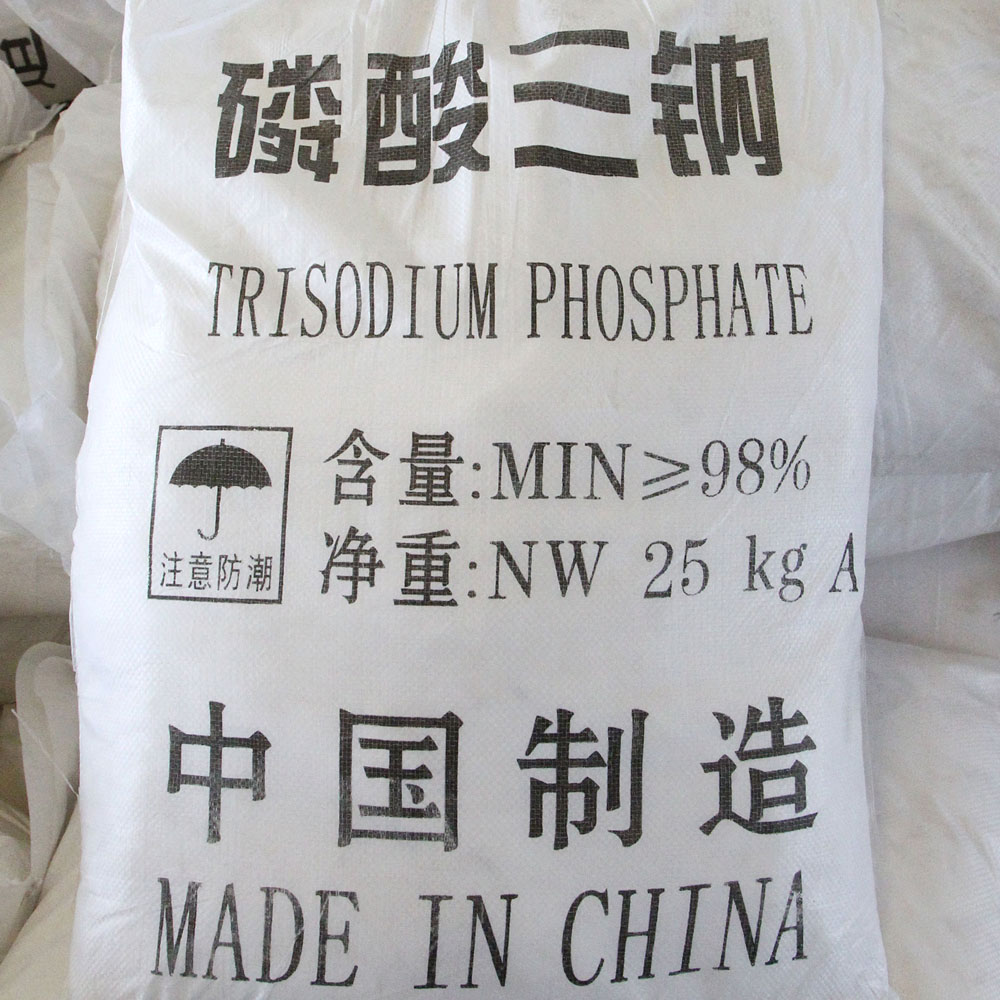 磷酸三钠
TRISODIUM PHOSPHATE
含量:MIN≥98%
净重:NW 25 kg A
注意防潮
中国制造
MADE IN CHINA